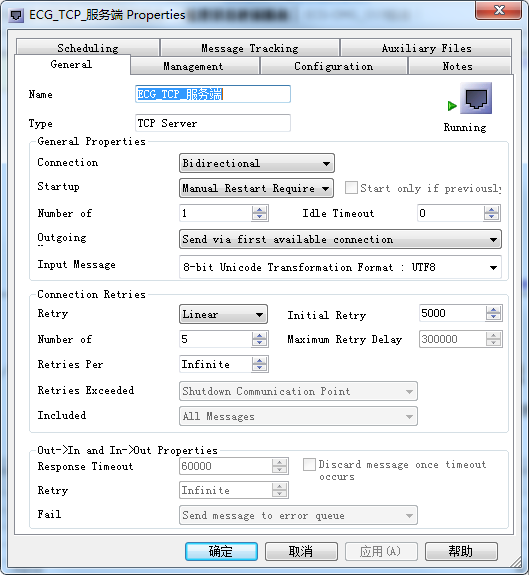 ECG_TCP_服务端 Properties
Scheduling Message Tracking Auxiliary Files
General Management Configuration Notes
Name ECG_TCP_服务端
Type TCP Server
Running
General Properties
Connection Bidirectional
Startup Manual Restart Require Start only if previously
Number of 1 Idle Timeout 0
Outgoing Send via first available connection
Input Message 8-bit Unicode Transformation Format : UTF8
Connection Retries
Retry Linear Initial Retry 5000
Number of 5 Maximum Retry Delay 300000
Retries Per Infinite
Retries Exceeded Shutdown Communication Point
Included All Messages
Out->In and In->Out Properties
Response Timeout 60000 Discard message once timeout
occurs
Retry Infinite
Fail Send message to error queue
确定 取消 应用(A) 帮助